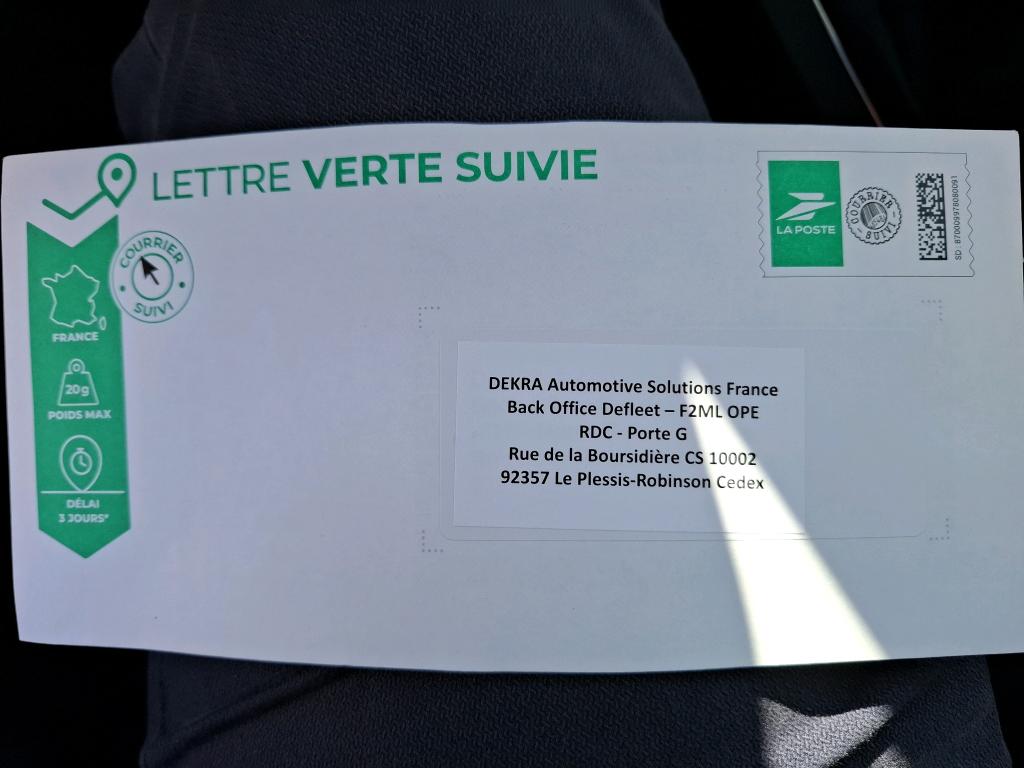 LETTRE VERTE SUIVIE
COURRIER
SUIVI
FRANCE
20g
POIDS MAX
DÉLAI
3 JOURS*
LA POSTE
COURRIER
SUIVI
DEKRA Automotive Solutions France
Back Office Defleet – F2ML OPE
RDC - Porte G
Rue de la Boursidière CS 10002
92357 Le Plessis-Robinson Cedex